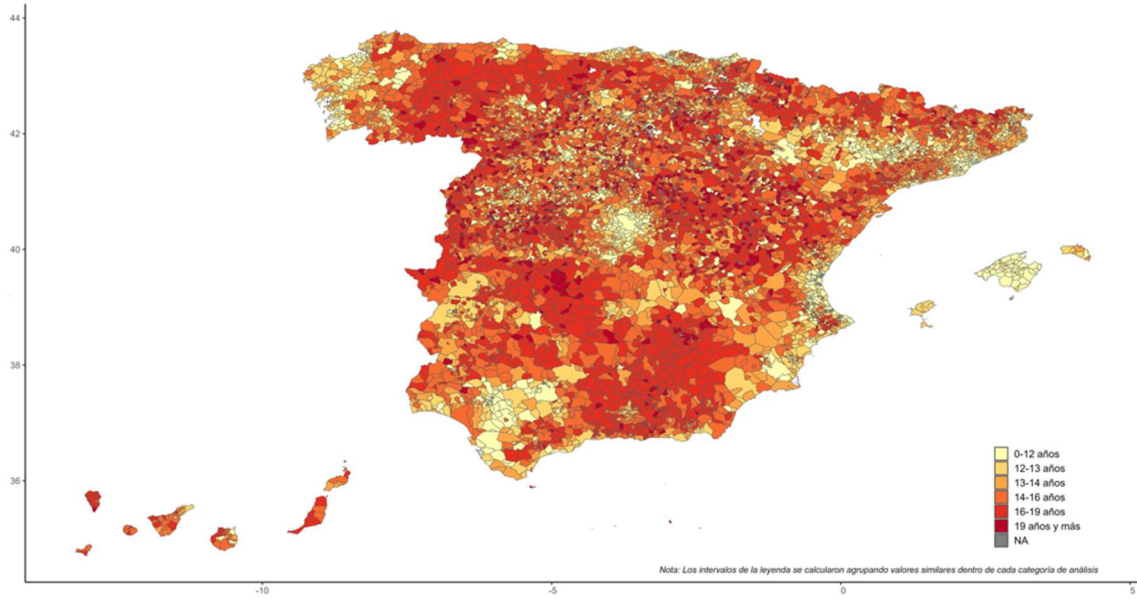 44
42
40
38
36
0-12 años
12-13 años
13-14 años
14-16 años
16-19 años
19 años y más
NA
Nota: Los intervalos de la leyenda se calcularon agrupando valores similares dentro de cada categoría de análisis
-10
-5
0
5